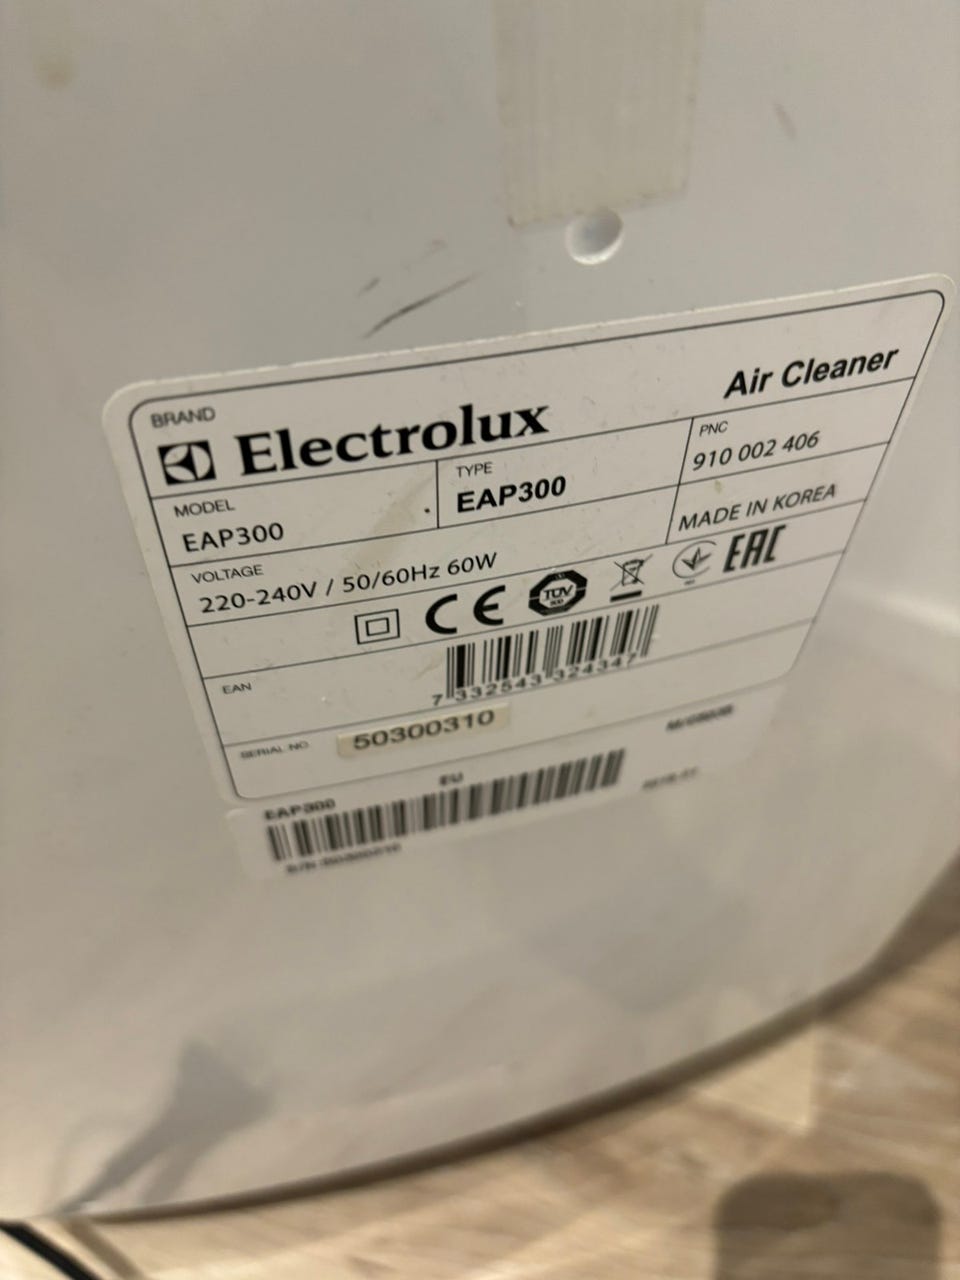 Air Cleaner
BRAND
Electrolux
MODEL
EAP300
TYPE
EAP300
PNC
910 002 406
MADE IN KOREA
VOLTAGE
220-240V / 50/60Hz 60W
CE
TÜV
EAC
EAN
7 332543 324347
SERIAL NO
50300310
EAP300
EU
S/N:50300310